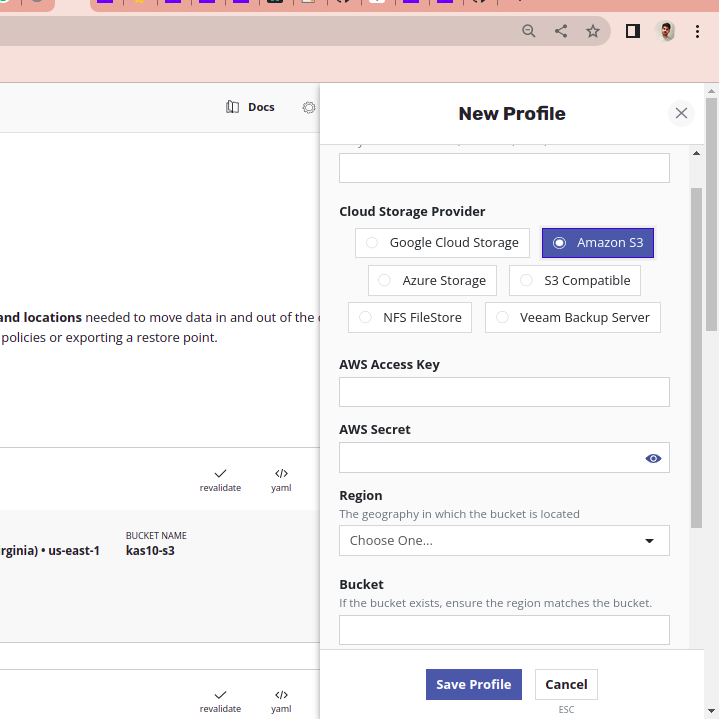 Docs
New Profile
Cloud Storage Provider
Google Cloud Storage
Amazon S3
Azure Storage
S3 Compatible
NFS FileStore
Veeam Backup Server
and locations needed to move data in and out of the
policies or exporting a restore point.
AWS Access Key
AWS Secret
revalidate
yaml
Region
The geography in which the bucket is located
Choose One...
rginia) • us-east-1
BUCKET NAME
kas10-s3
Bucket
If the bucket exists, ensure the region matches the bucket.
Save Profile
Cancel
ESC
revalidate
yaml